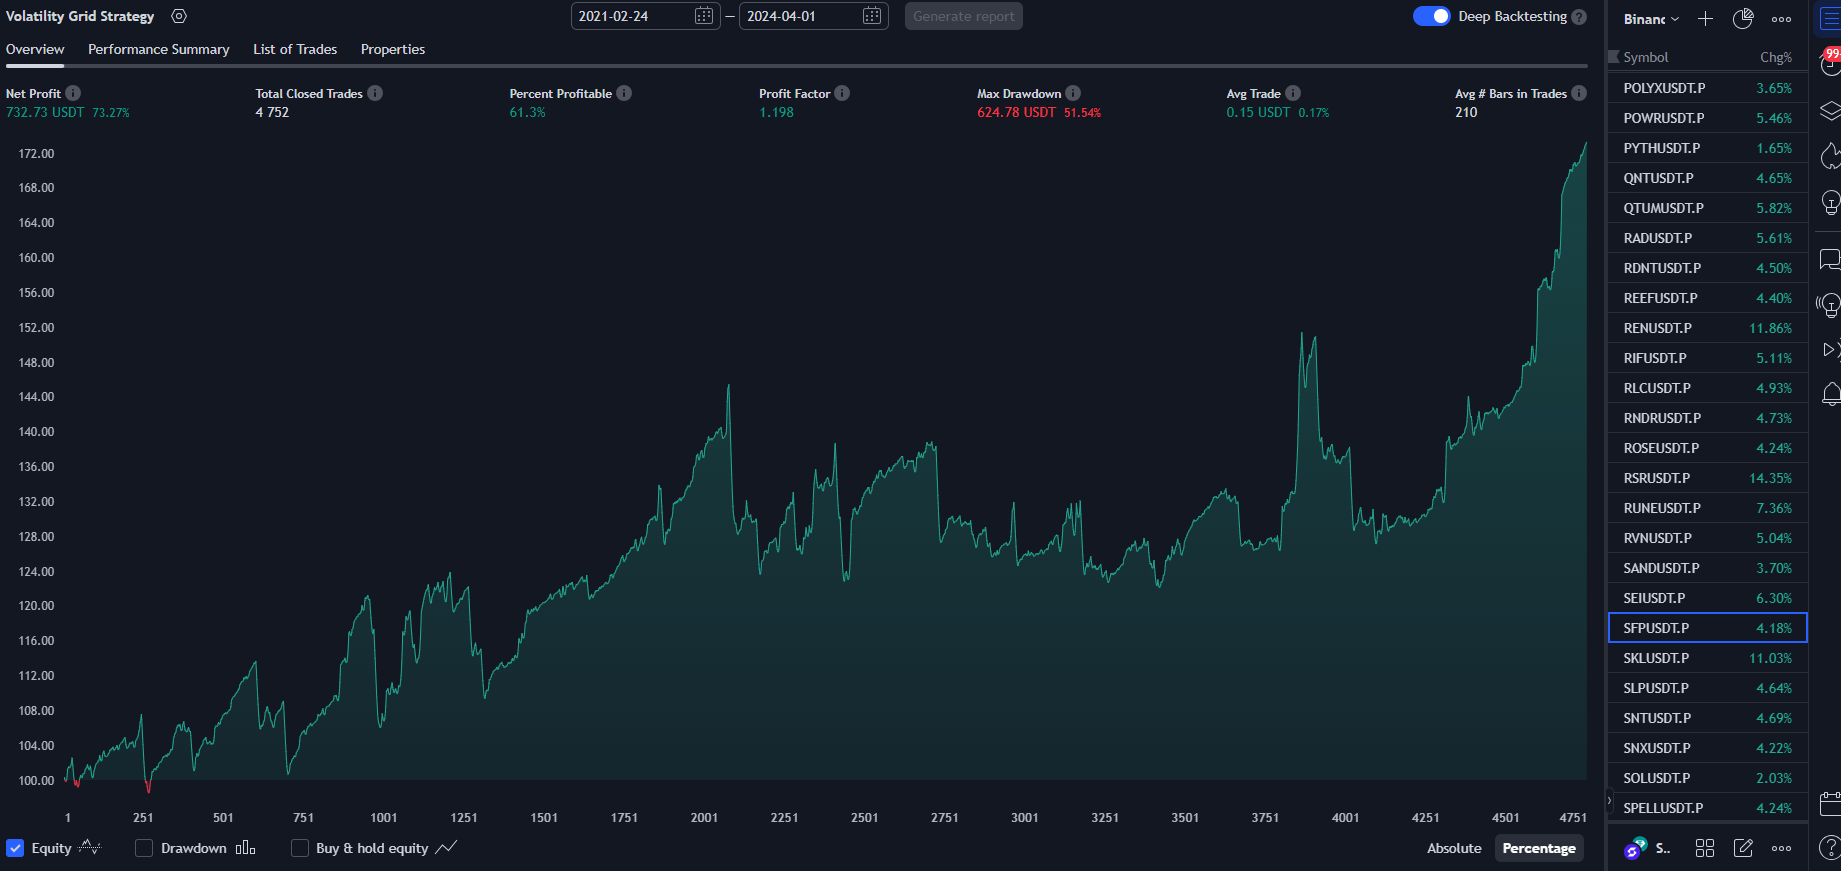 Volatility Grid Strategy
2021-02-24 — 2024-04-01 Generate report
Deep Backtesting ?
Overview Performance Summary List of Trades Properties
Net Profit
732.73 USDT 73.27%
Total Closed Trades
4 752
Percent Profitable
61.3%
Profit Factor
1.198
Max Drawdown
624.78 USDT 51.54%
Avg Trade
0.15 USDT 0.17%
Avg # Bars in Trades
210
172.00
168.00
164.00
160.00
156.00
152.00
148.00
144.00
140.00
136.00
132.00
128.00
124.00
120.00
116.00
112.00
108.00
104.00
100.00
1 251 501 751 1001 1251 1501 1751 2001 2251 2501 2751 3001 3251 3501 3751 4001 4251 4501 4751
Equity Drawdown Buy & hold equity
Absolute Percentage
Binanc
Symbol Chg%
POLYXUSDT.P 3.65%
POWRUSDT.P 5.46%
PYTHUSDT.P 1.65%
QNTUSDT.P 4.65%
QTUMUSDT.P 5.82%
RADUSDT.P 5.61%
RDNTUSDT.P 4.50%
REEFUSDT.P 4.40%
RENUSDT.P 11.86%
RIFUSDT.P 5.11%
RLCUSDT.P 4.93%
RNDRUSDT.P 4.73%
ROSEUSDT.P 4.24%
RSRUSDT.P 14.35%
RUNEUSDT.P 7.36%
RVNUSDT.P 5.04%
SANDUSDT.P 3.70%
SEIUSDT.P 6.30%
SFPUSDT.P 4.18%
SKLUSDT.P 11.03%
SLPUSDT.P 4.64%
SNTUSDT.P 4.69%
SNXUSDT.P 4.22%
SOLUSDT.P 2.03%
SPELLUSDT.P 4.24%
S..
99+